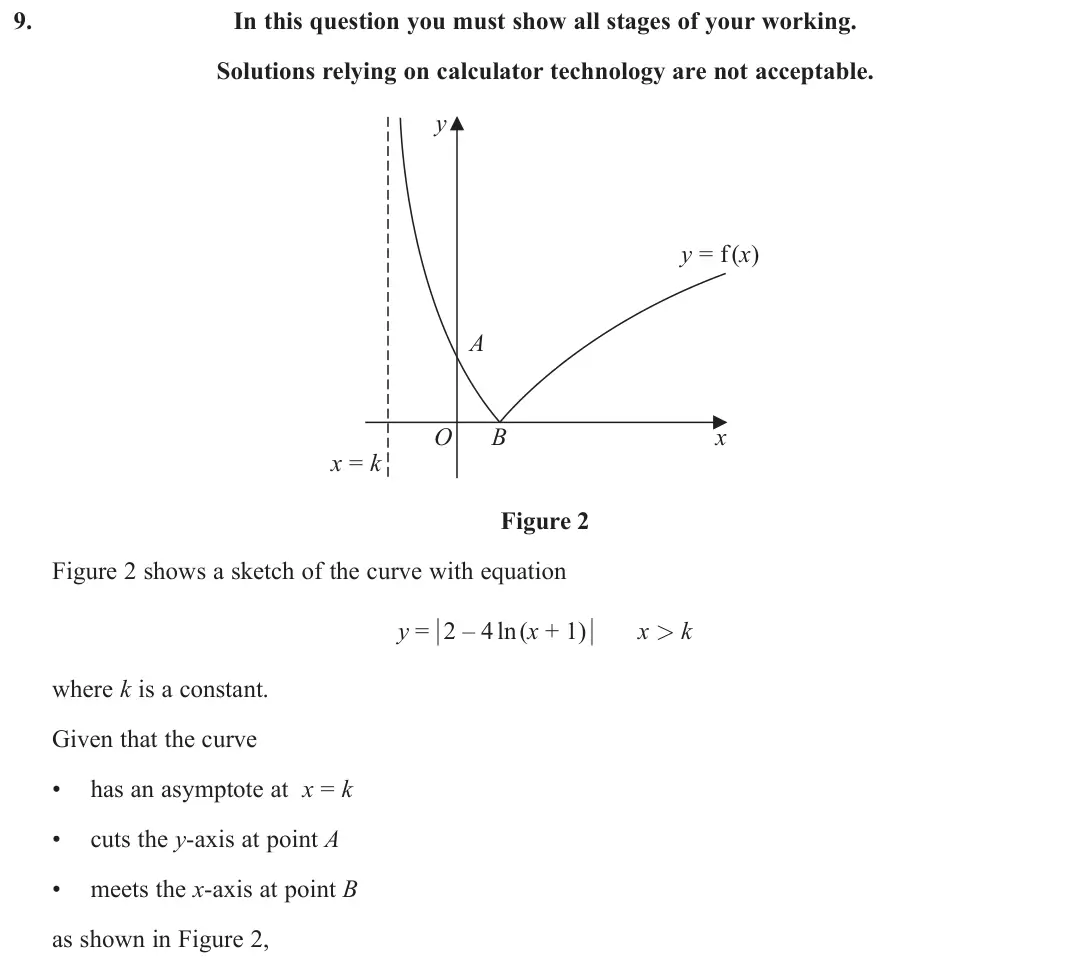 9. In this question you must show all stages of your working.
Solutions relying on calculator technology are not acceptable.
y
y = f(x)
A
O B x
x = k
Figure 2
Figure 2 shows a sketch of the curve with equation
y = |2 – 4 ln(x + 1)| x > k
where k is a constant.
Given that the curve
• has an asymptote at x = k
• cuts the y-axis at point A
• meets the x-axis at point B
as shown in Figure 2,